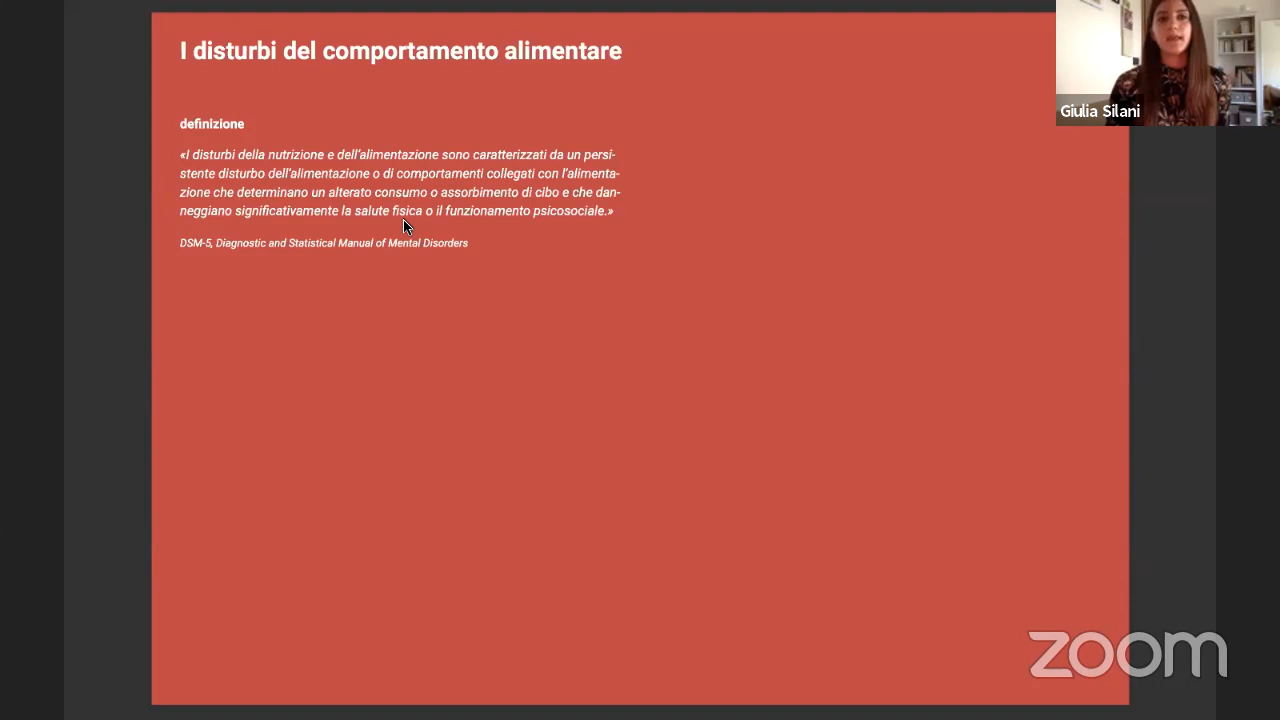 I disturbi del comportamento alimentare
definizione
«I disturbi della nutrizione e dell'alimentazione sono caratterizzati da un persi-
stente disturbo dell'alimentazione o di comportamenti collegati con l'alimenta-
zione che determinano un alterato consumo o assorbimento di cibo e che dan-
neggiano significativamente la salute fisica o il funzionamento psicosociale.»
DSM-5, Diagnostic and Statistical Manual of Mental Disorders
Giulia Silani
zoom